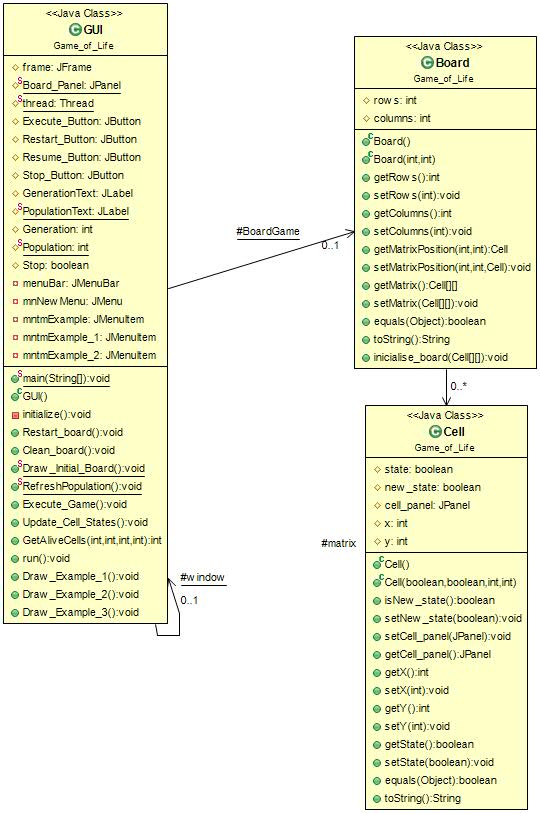 <<Java Class>>
GUI
Game_of_Life
frame: JFrame
Board_Panel: JPanel
thread: Thread
Execute_Button: JButton
Restart_Button: JButton
Resume_Button: JButton
Stop_Button: JButton
GenerationText: JLabel
PopulationText: JLabel
Generation: int
Population: int
Stop: boolean
menuBar: JMenuBar
mnNewMenu: JMenu
mntmExample: JMenuItem
mntmExample_1: JMenuItem
mntmExample_2: JMenuItem
main(String[]):void
GUI()
initialize():void
Restart_board():void
Clean_board():void
Draw_Initial_Board():void
RefreshPopulation():void
Execute_Game():void
Update_Cell_States():void
GetAliveCells(int,int,int,int):int
run():void
Draw_Example_1():void
Draw_Example_2():void
Draw_Example_3():void
#window
0..1
#BoardGame
0..1
<<Java Class>>
Board
Game_of_Life
rows: int
columns: int
Board()
Board(int,int)
getRows():int
setRows(int):void
getColumns():int
setColumns(int):void
getMatrixPosition(int,int):Cell
setMatrixPosition(int,int,Cell):void
getMatrix():Cell[][]
setMatrix(Cell[][]):void
equals(Object):boolean
toString():String
inicialise_board(Cell[][]):void
0..*
#matrix
<<Java Class>>
Cell
Game_of_Life
state: boolean
new_state: boolean
cell_panel: JPanel
x: int
y: int
Cell()
Cell(boolean,boolean,int,int)
isNew_state():boolean
setNew_state(boolean):void
setCell_panel(JPanel):void
getCell_panel():JPanel
getX():int
setX(int):void
getY():int
setY(int):void
getState():boolean
setState(boolean):void
equals(Object):boolean
toString():String